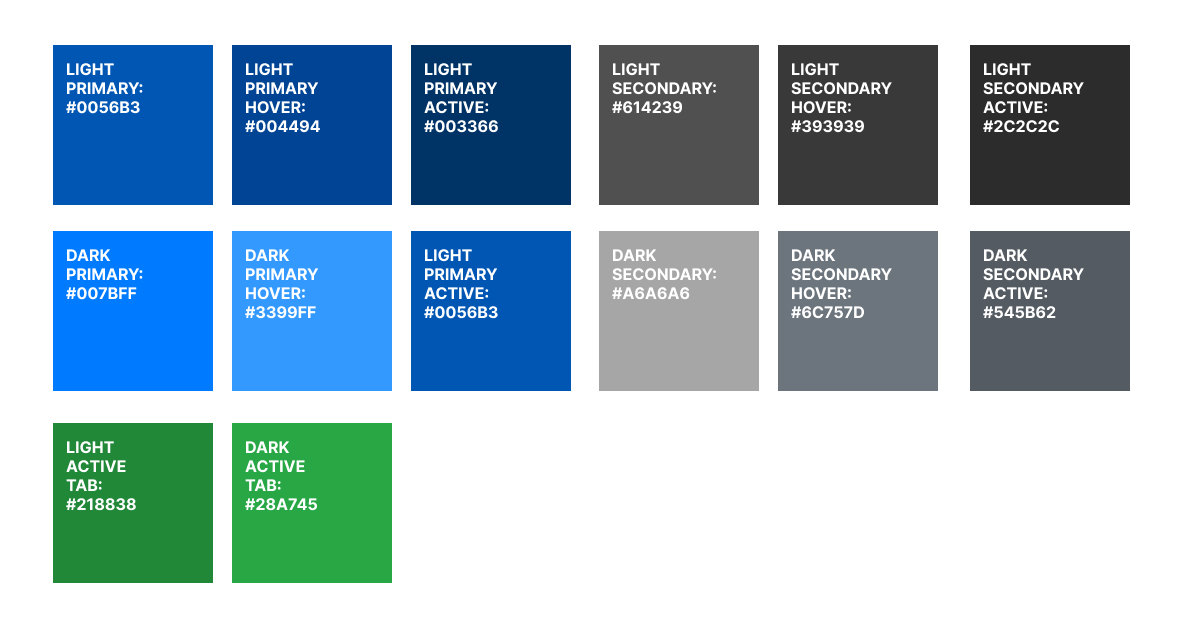 LIGHT
PRIMARY:
#0056B3
LIGHT
PRIMARY
HOVER:
#004494
LIGHT
PRIMARY
ACTIVE:
#003366
LIGHT
SECONDARY:
#614239
LIGHT
SECONDARY
HOVER:
#393939
LIGHT
SECONDARY
ACTIVE:
#2C2C2C
DARK
PRIMARY:
#007BFF
DARK
PRIMARY
HOVER:
#3399FF
LIGHT
PRIMARY
ACTIVE:
#0056B3
DARK
SECONDARY:
#A6A6A6
DARK
SECONDARY
HOVER:
#6C757D
DARK
SECONDARY
ACTIVE:
#545B62
LIGHT
ACTIVE
TAB:
#218838
DARK
ACTIVE
TAB:
#28A745